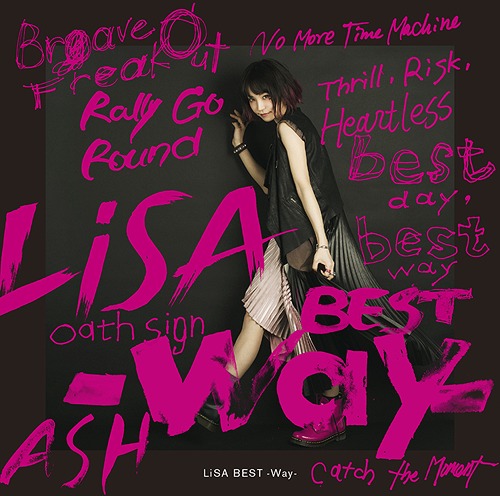 Brave
Freak Out
No More Time Machine
Rally Go
Round
Thrill, Risk,
Heartless
best
day,
best
way
LiSA
oath sign
BEST
-Way-
ASH
LiSA BEST -Way-
Catch the Moment